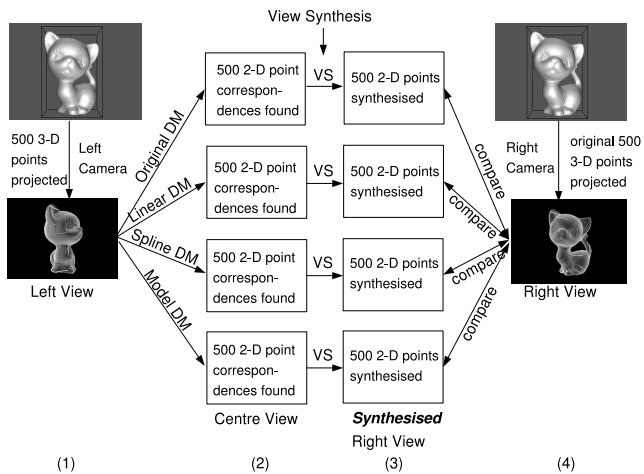 View Synthesis
500 3-D
points
projected
Left
Camera
Left View
Original DM
Linear DM
Spline DM
Model DM
500 2-D point
correspon-
dences found
VS
500 2-D points
synthesised
500 2-D point
correspon-
dences found
VS
500 2-D points
synthesised
500 2-D point
correspon-
dences found
VS
500 2-D points
synthesised
500 2-D point
correspon-
dences found
VS
500 2-D points
synthesised
compare
compare
compare
compare
Right
Camera
original 500
3-D points
projected
Right View
Centre View
Synthesised
Right View
(1)
(2)
(3)
(4)